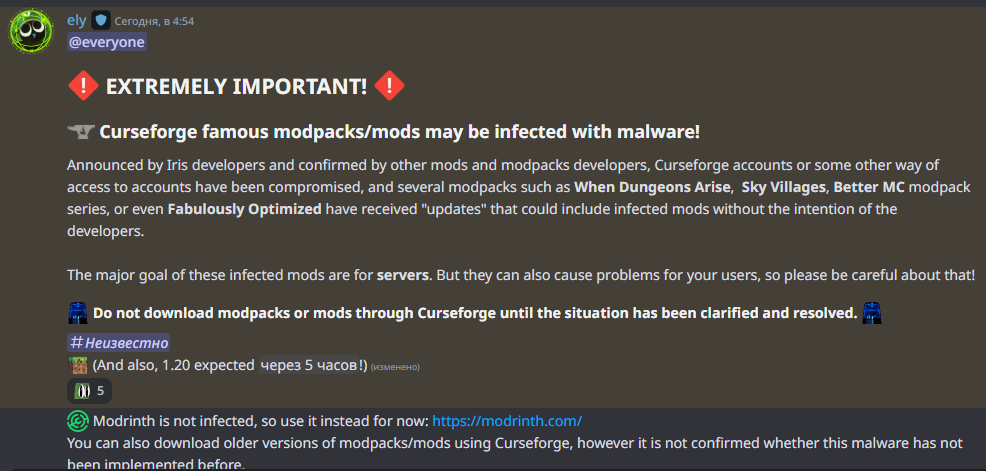 ely Сегодня, в 4:54
@everyone
EXTREMELY IMPORTANT!
Curseforge famous modpacks/mods may be infected with malware!
Announced by Iris developers and confirmed by other mods and modpacks developers, Curseforge accounts or some other way of
access to accounts have been compromised, and several modpacks such as When Dungeons Arise, Sky Villages, Better MC modpack
series, or even Fabulously Optimized have received "updates" that could include infected mods without the intention of the
developers.
The major goal of these infected mods are for servers. But they can also cause problems for your users, so please be careful about that!
Do not download modpacks or mods through Curseforge until the situation has been clarified and resolved.
#Неизвестно
(And also, 1.20 expected через 5 часов!) (изменено)
5
Modrinth is not infected, so use it instead for now: https://modrinth.com/
You can also download older versions of modpacks/mods using Curseforge, however it is not confirmed whether this malware has not
been implemented before.